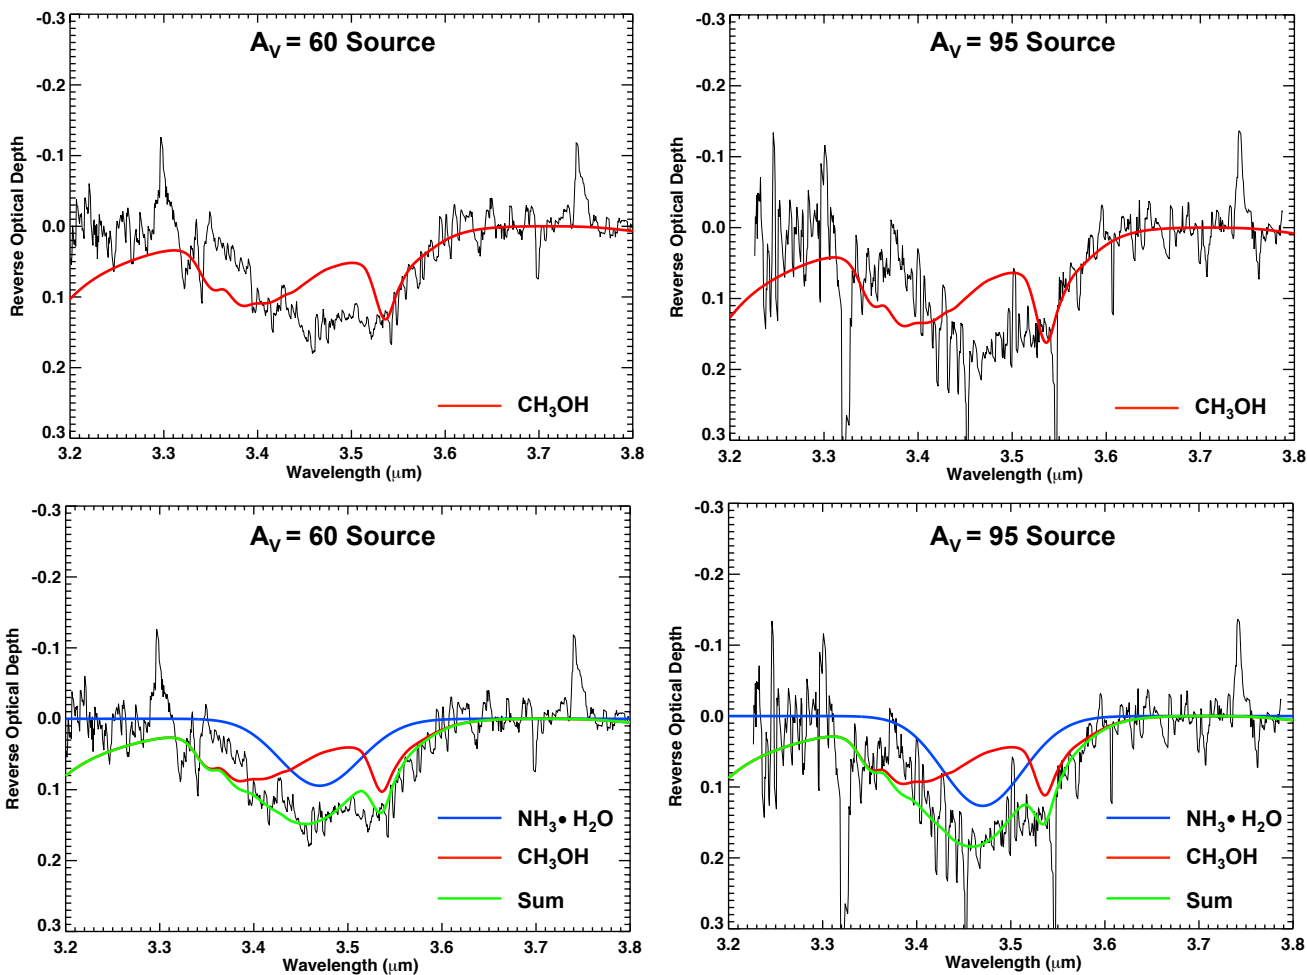 A_V = 60 Source
-0.3
-0.2
-0.1
0.0
0.1
0.2
0.3
Reverse Optical Depth
CH₃OH
3.2 3.3 3.4 3.5 3.6 3.7 3.8
Wavelength (μm)
A_V = 95 Source
-0.3
-0.2
-0.1
0.0
0.1
0.2
0.3
Reverse Optical Depth
CH₃OH
3.2 3.3 3.4 3.5 3.6 3.7 3.8
Wavelength (μm)
A_V = 60 Source
-0.3
-0.2
-0.1
0.0
0.1
0.2
0.3
Reverse Optical Depth
NH₃• H₂O
CH₃OH
Sum
3.2 3.3 3.4 3.5 3.6 3.7 3.8
Wavelength (μm)
A_V = 95 Source
-0.3
-0.2
-0.1
0.0
0.1
0.2
0.3
Reverse Optical Depth
NH₃• H₂O
CH₃OH
Sum
3.2 3.3 3.4 3.5 3.6 3.7 3.8
Wavelength (μm)